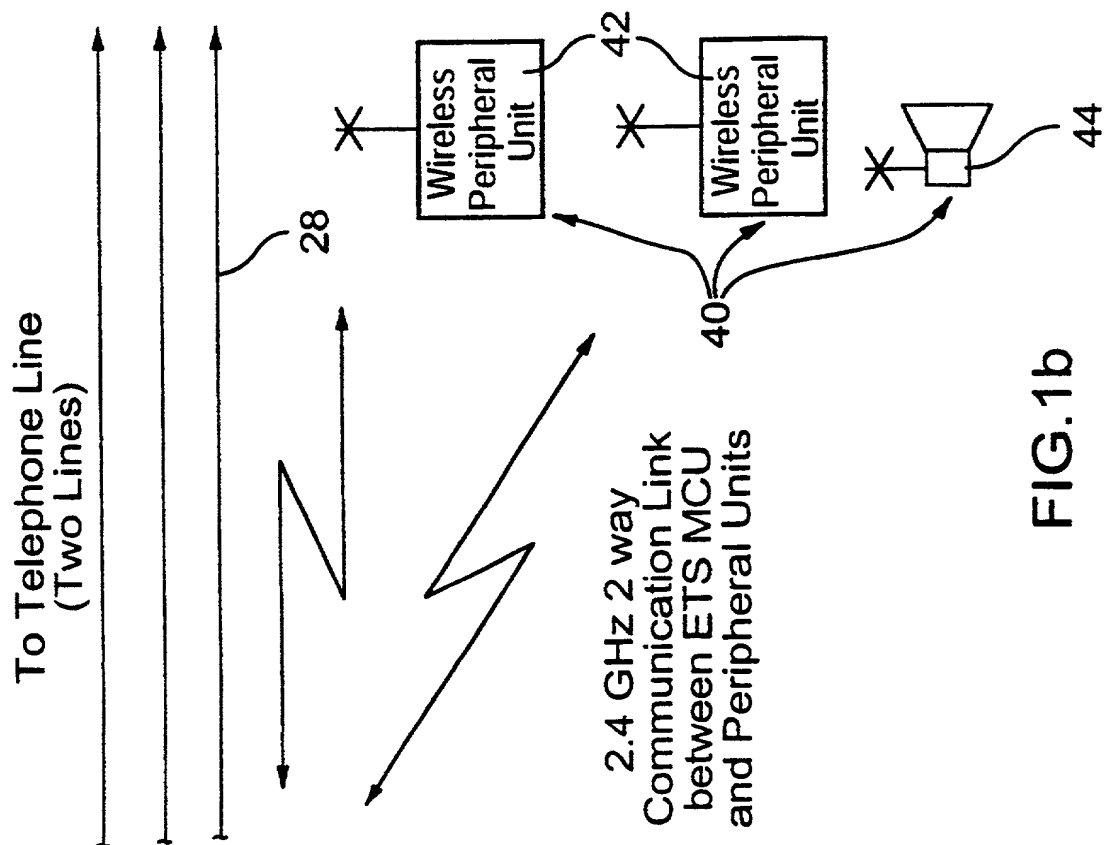 To Telephone Line
(Two Lines)
28
42
Wireless
Peripheral
Unit
Wireless
Peripheral
Unit
40
44
2.4 GHz 2 way
Communication Link
between ETS MCU
and Peripheral Units
FIG.1b